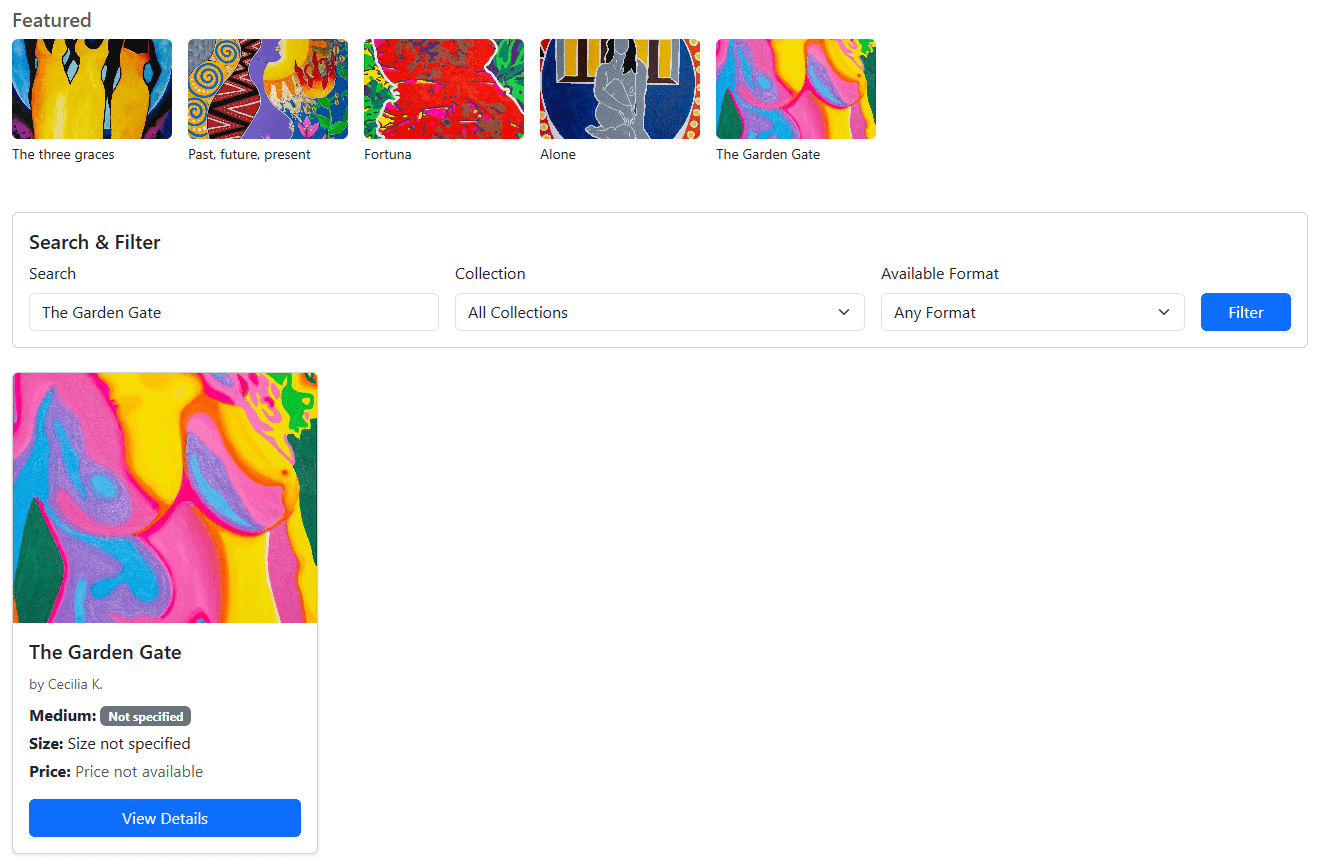 Featured
The three graces
Past, future, present
Fortuna
Alone
The Garden Gate
Search & Filter
Search
Collection
Available Format
The Garden Gate
All Collections
Any Format
Filter
The Garden Gate
by Cecilia K.
Medium: Not specified
Size: Size not specified
Price: Price not available
View Details